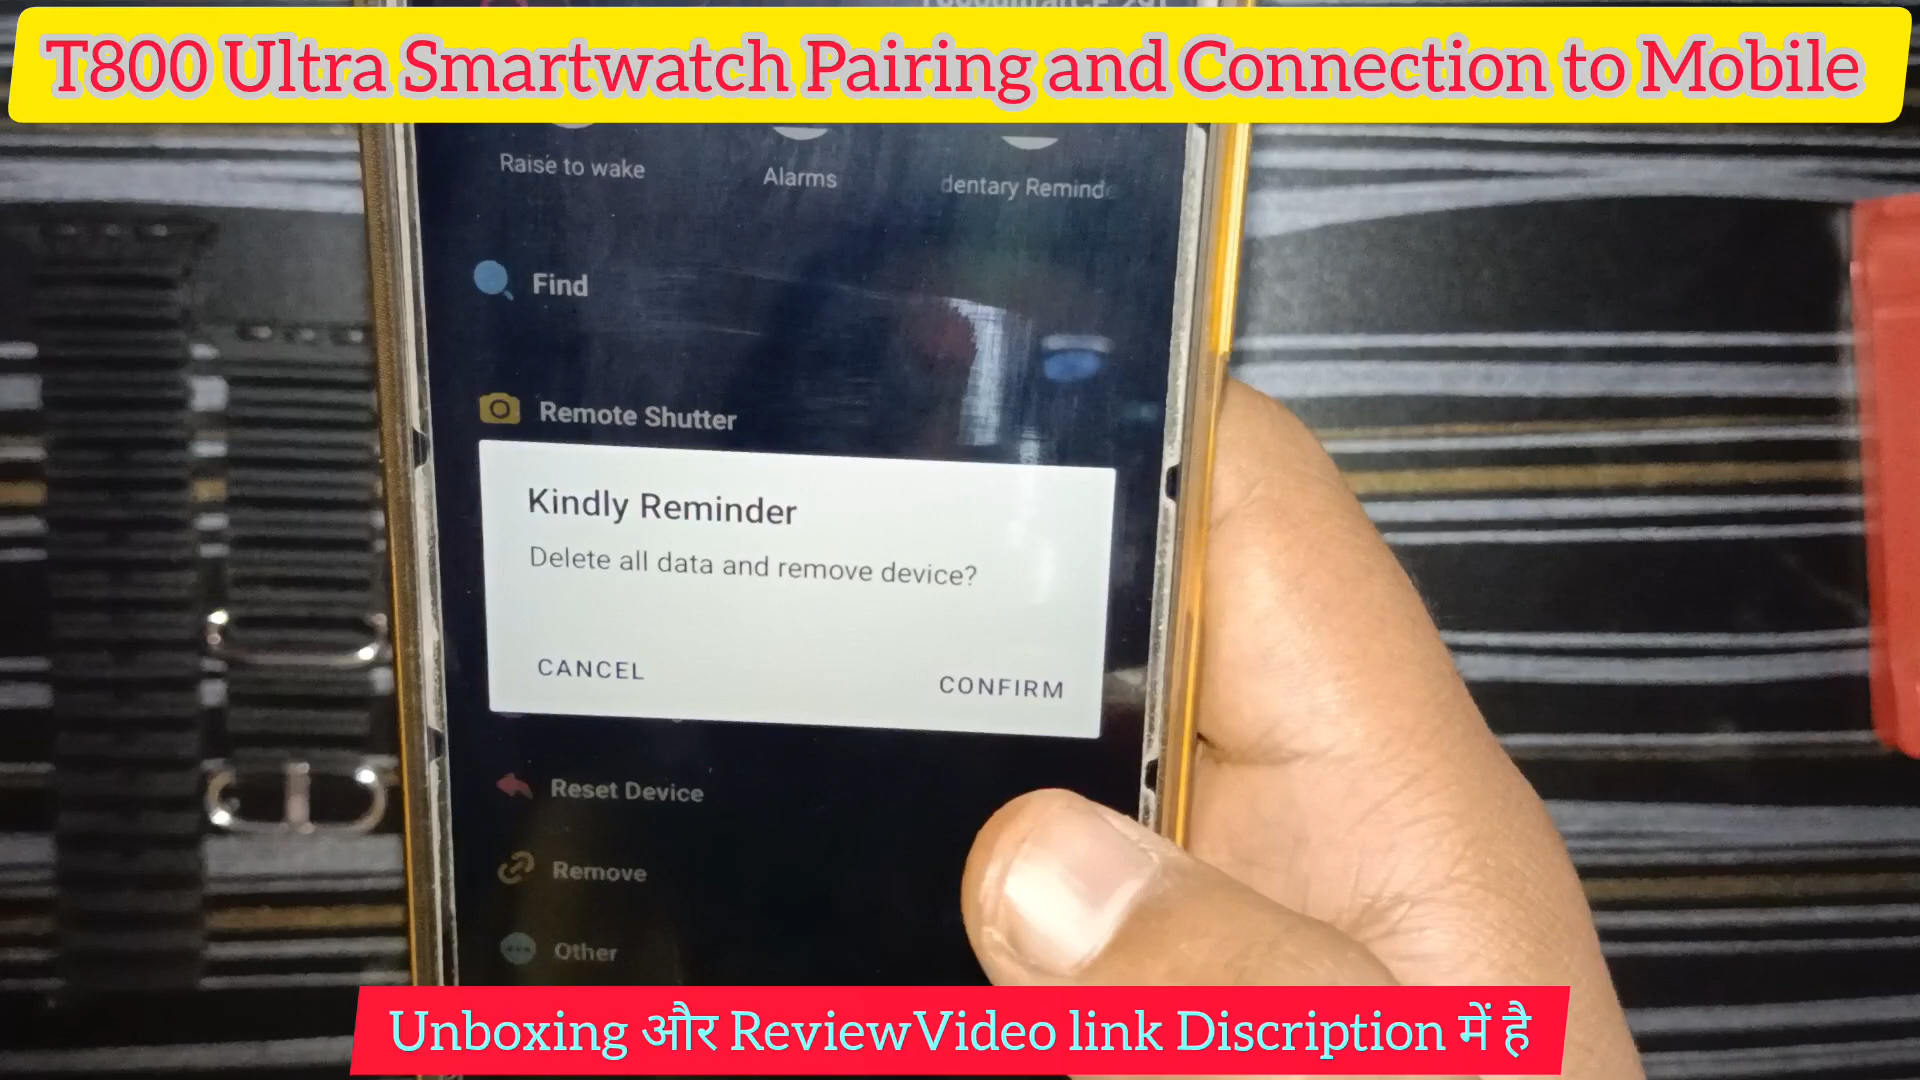 T800 Ultra Smartwatch Pairing and Connection to Mobile
Raise to wake
Alarms
dentary Remind
Find
Remote Shutter
Kindly Reminder
Delete all data and remove device?
CANCEL
CONFIRM
Reset Device
Remove
Other
Unboxing और Review Video link Discription में है